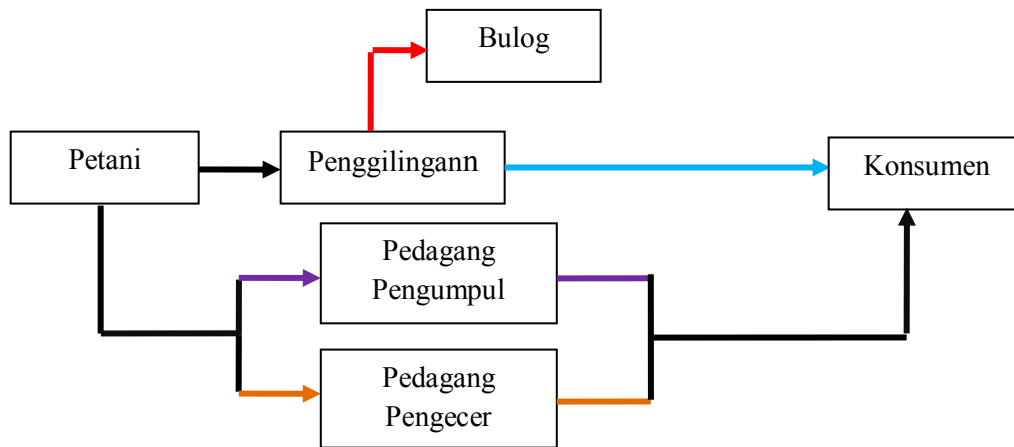 Bulog
Petani
Penggilingann
Konsumen
Pedagang
Pengumpul
Pedagang
Pengecer